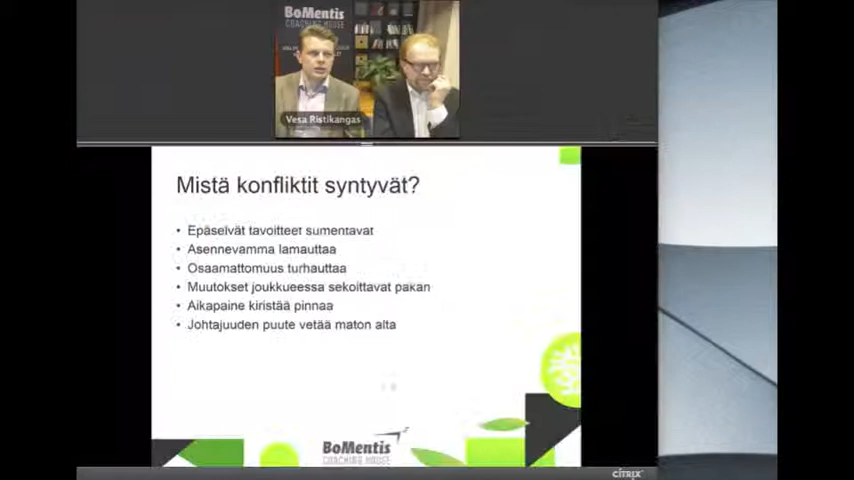 BoMentis
COACHING HOUSE
Vesa Ristikangas
Mistä konfliktit syntyvät?
• Epäselvät tavoitteet sumentavat
• Asennevamma lamauttaa
• Osaamattomuus turhauttaa
• Muutokset joukkueessa sekoittavat pakan
• Aikapaine kiristää pinnaa
• Johtajuuden puute vetää maton alta
BoMentis
COACHING HOUSE
CITRIX